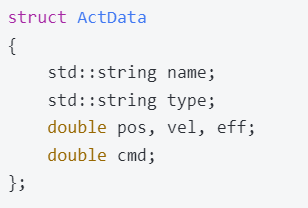 struct ActData
{
    std::string name;
    std::string type;
    double pos, vel, eff;
    double cmd;
};